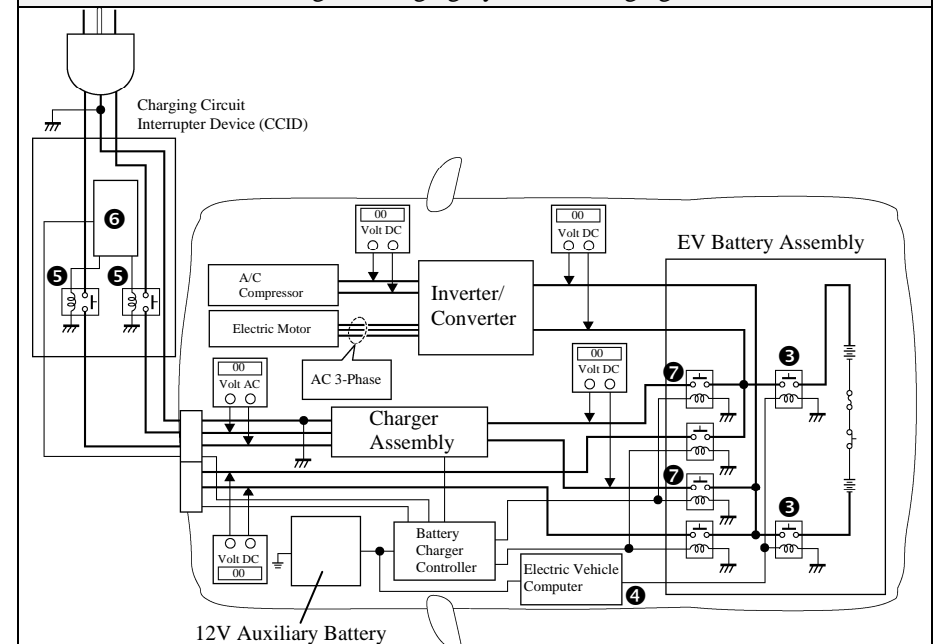 Charging Circuit
Interrupter Device (CCID)
❻
❺
❺
00
Volt DC
00
Volt DC
EV Battery Assembly
A/C
Compressor
Inverter/
Converter
Electric Motor
00
Volt AC
AC 3-Phase
00
Volt DC
❼
❸
Charger
Assembly
❼
❸
Volt DC
00
Battery
Charger
Controller
Electric Vehicle
Computer
❹
12V Auxiliary Battery